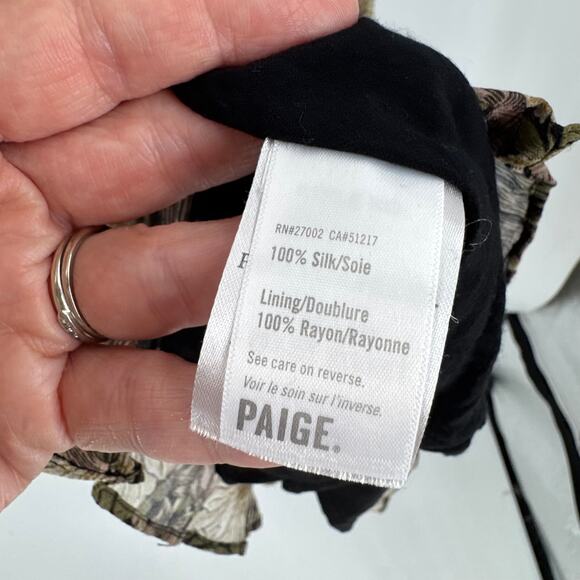 RN#27002 CA#51217
100% Silk/Soie
Lining/Doublure
100% Rayon/Rayonne
See care on reverse.
Voir le soin sur l'inverse.
PAIGE.